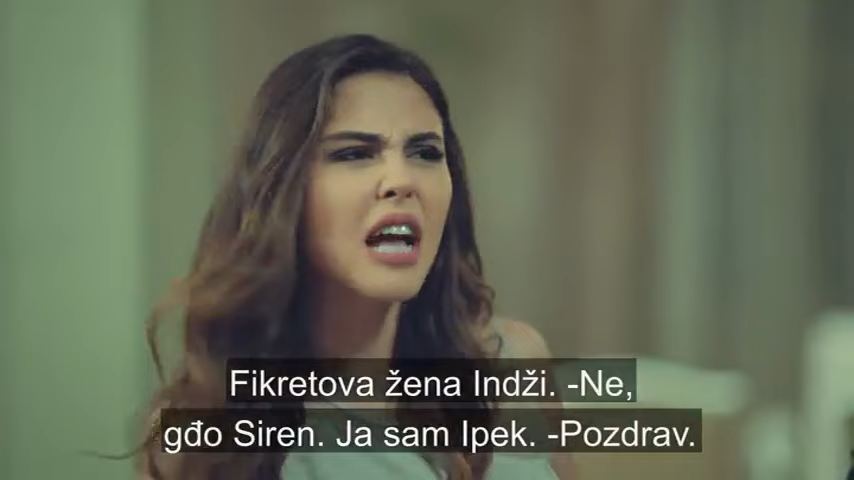 Fikretova žena Indži. -Ne,
gđo Siren. Ja sam Ipek. -Pozdrav.